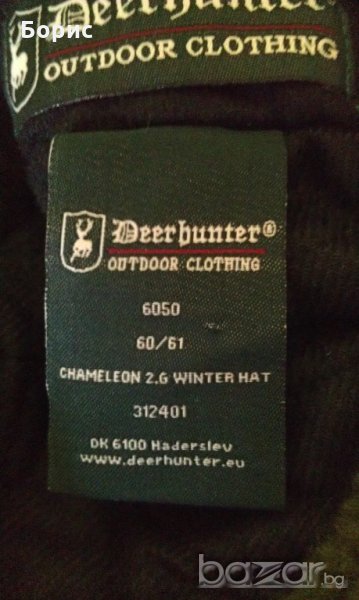 Борис
Deerhunter
OUTDOOR CLOTHING
Deerhunter®
OUTDOOR CLOTHING
6050
60/61
CHAMELEON 2.G WINTER HAT
312401
DK 6100 Haderslev
www.deerhunter.eu
bazar.bg